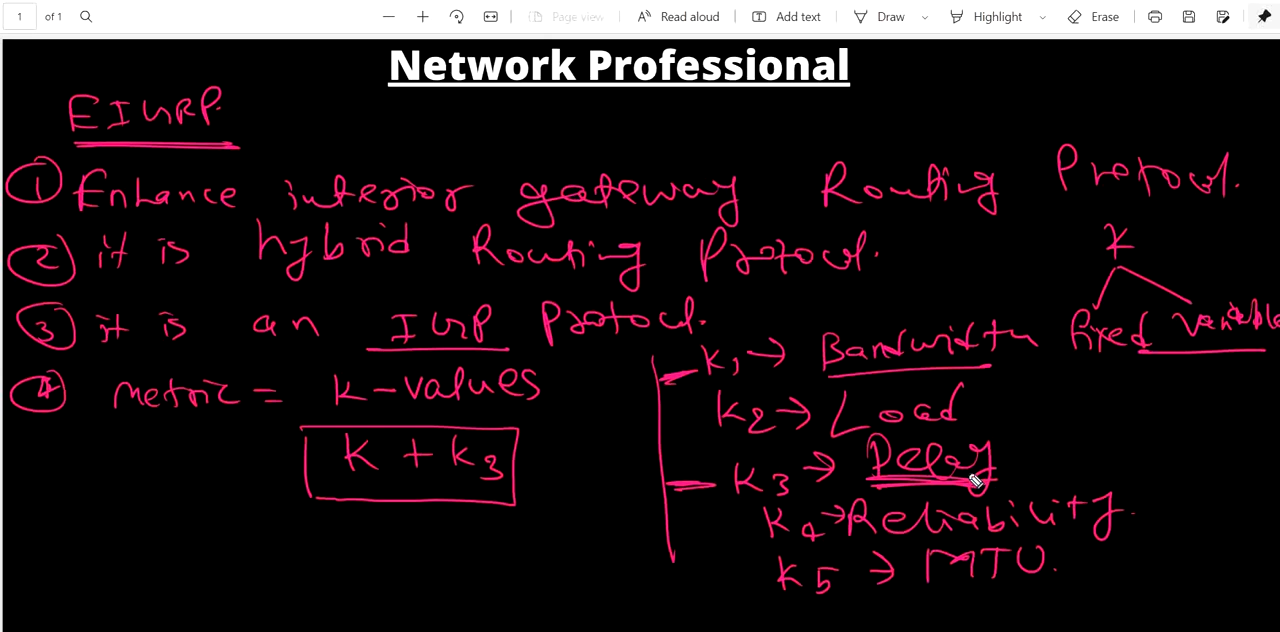 1 of 1 Page view Read aloud Add text Draw Highlight Erase
Network Professional
EIGRP.
① Enhance interior gateway Routing Protocol.
② it is hybrid Routing Protocol.
K
fixed variable
③ it is an IGP Protocol.
K1 → Bandwidth
④ Metric = K-values
K2 → Load
K + K3
K3 → Delay
K4 → Reliability.
K5 → MTU.